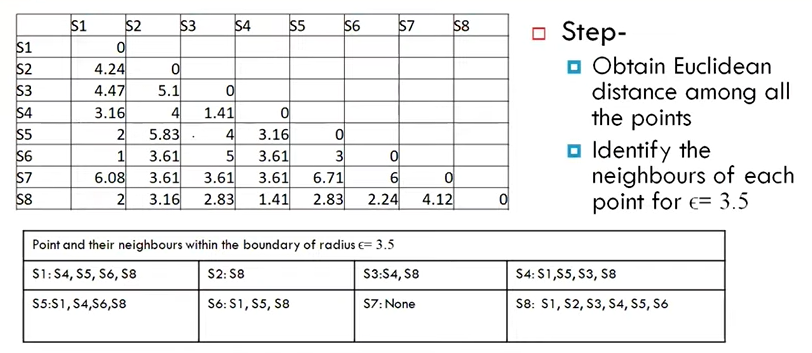 S1 S2 S3 S4 S5 S6 S7 S8
S1 0
S2 4.24 0
S3 4.47 5.1 0
S4 3.16 4 1.41 0
S5 2 5.83 4 3.16 0
S6 1 3.61 5 3.61 3 0
S7 6.08 3.61 3.61 3.61 6.71 6 0
S8 2 3.16 2.83 1.41 2.83 2.24 4.12 0
Step-
Obtain Euclidean
distance among all
the points
Identify the
neighbours of each
point for ϵ= 3.5
Point and their neighbours within the boundary of radius ϵ= 3.5
S1: S4, S5, S6, S8 S2: S8 S3:S4, S8 S4: S1,S5, S3, S8
S5:S1, S4,S6,S8 S6: S1, S5, S8 S7: None S8: S1, S2, S3, S4, S5, S6